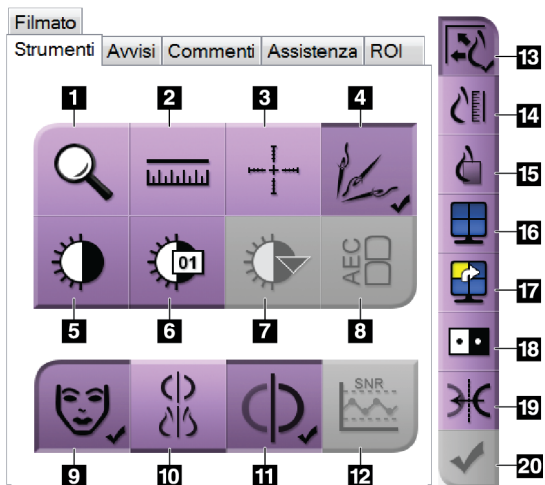 Filmato
Strumenti Avvisi Commenti Assistenza ROI
1 2 3 4
01
AEC
5 6 7 8
SNR
9 10 11 12
13
14
15
16
17
18
19
20